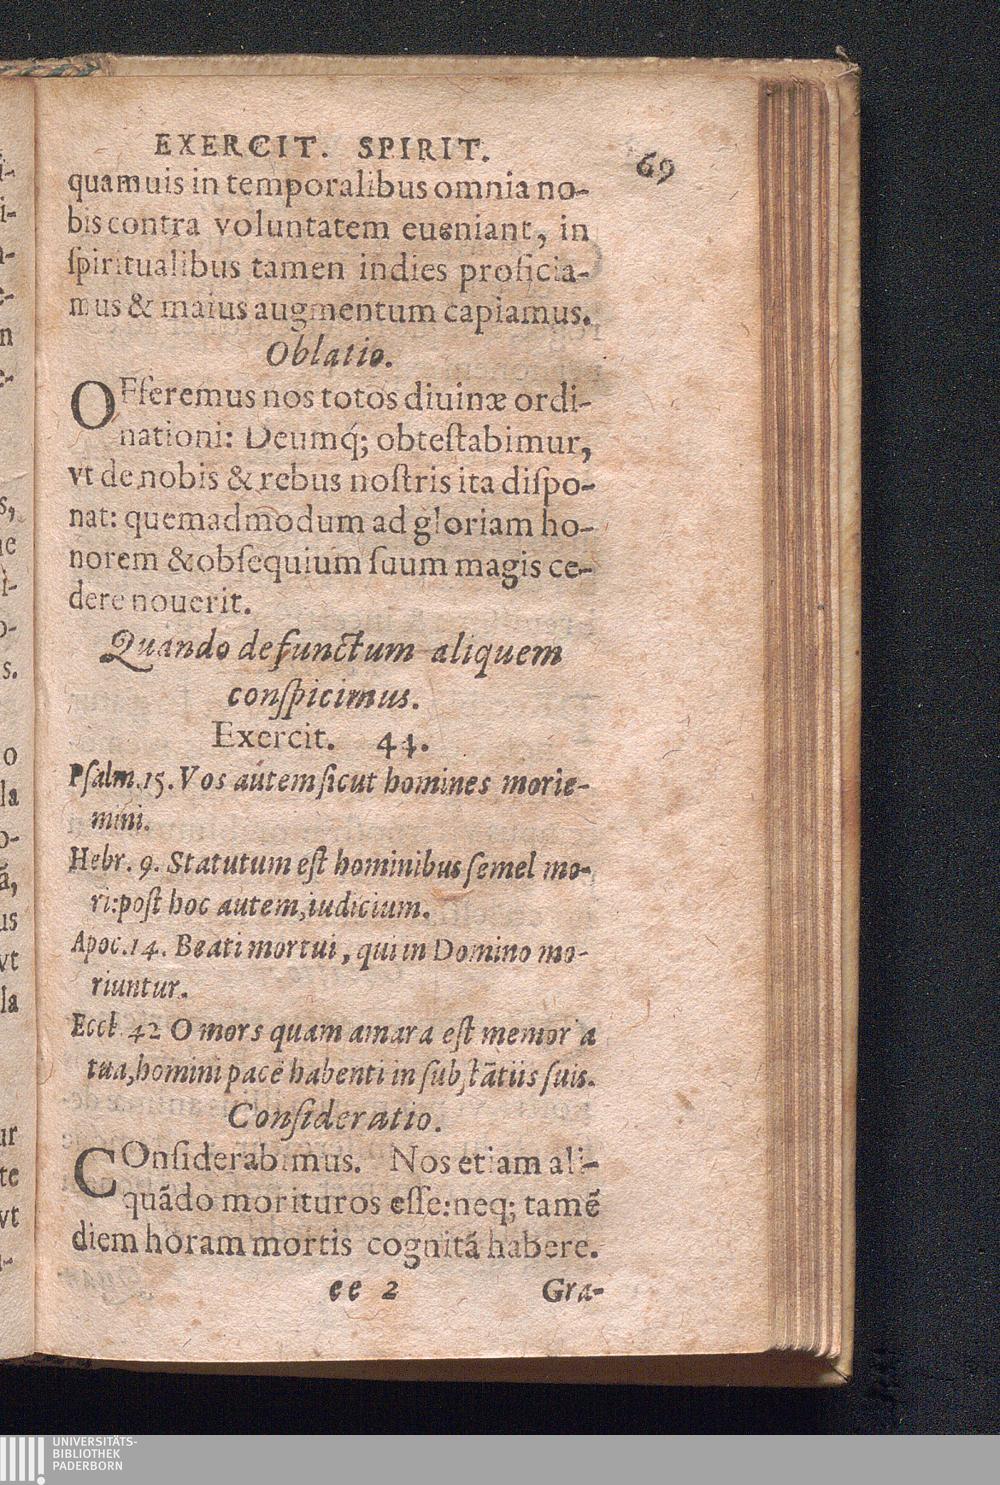 EXERCIT. SPIRIT.
69
quamuis in temporalibus omnia no-
bis contra voluntatem eueniant, in
ſpiritualibus tamen indies proficia-
mus & maius augmentum capiamus.
Oblatio.
OFferemus nos totos diuinæ ordi-
nationi: Deumq́; obteſtabimur,
vt de nobis & rebus noſtris ita diſpo-
nat: quemadmodum ad gloriam ho-
norem & obſequium ſuum magis ce-
dere nouerit.
Quando defunctum aliquem
conſpicimus.
Exercit. 44.
Pſalm. 15. Vos autem ſicut homines morie-
mini.
Hebr. 9. Statutum eſt hominibus ſemel mo-
ri: poſt hoc autem, iudicium.
Apoc. 14. Beati mortui, qui in Domino mo-
riuntur.
Eccl. 42 O mors quam amara eſt memor a
tua, homini pacē habenti in ſubſtātiis ſuis.
Conſideratio.
COnſiderabimus. Nos etiam ali-
quādo morituros eſſe: neq; tamē
diem horam mortis cognitā habere.
ee 2 Gra-
UNIVERSITÄTS-
BIBLIOTHEK
PADERBORN